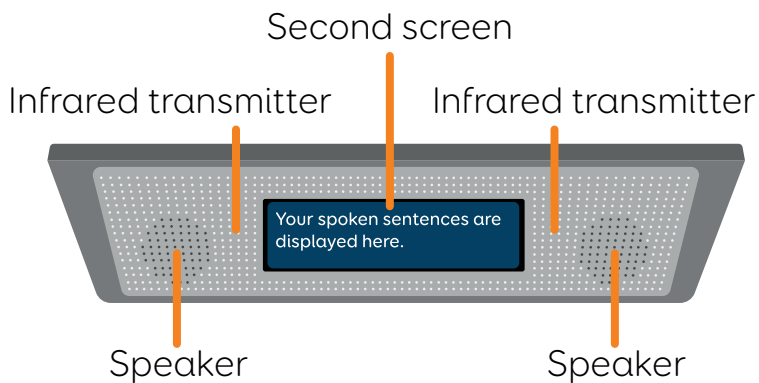 Second screen
Infrared transmitter
Infrared transmitter
Your spoken sentences are
displayed here.
Speaker
Speaker